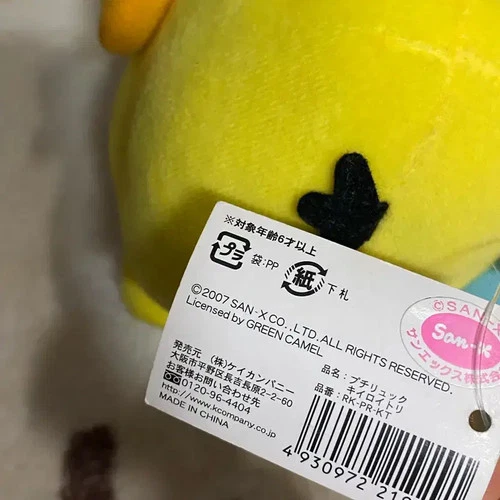 ※対象年齢6才以上
プラ 袋:PP 紙 下札
©2007 SAN-X CO.,LTD.ALL RIGHTS RESERVED.
Licensed by GREEN CAMEL
発売元 (株)ケイカンパニー
大阪市平野区長吉長原2-2-60
お客様お問い合わせ先
0120-96-4404
http://www.kcompany.co.jp
MADE IN CHINA
品名:プチリュック
キイロイトリ
品番:RK-PR-KT
4 930972 21
©SAN
San-x
サンエックス株式会